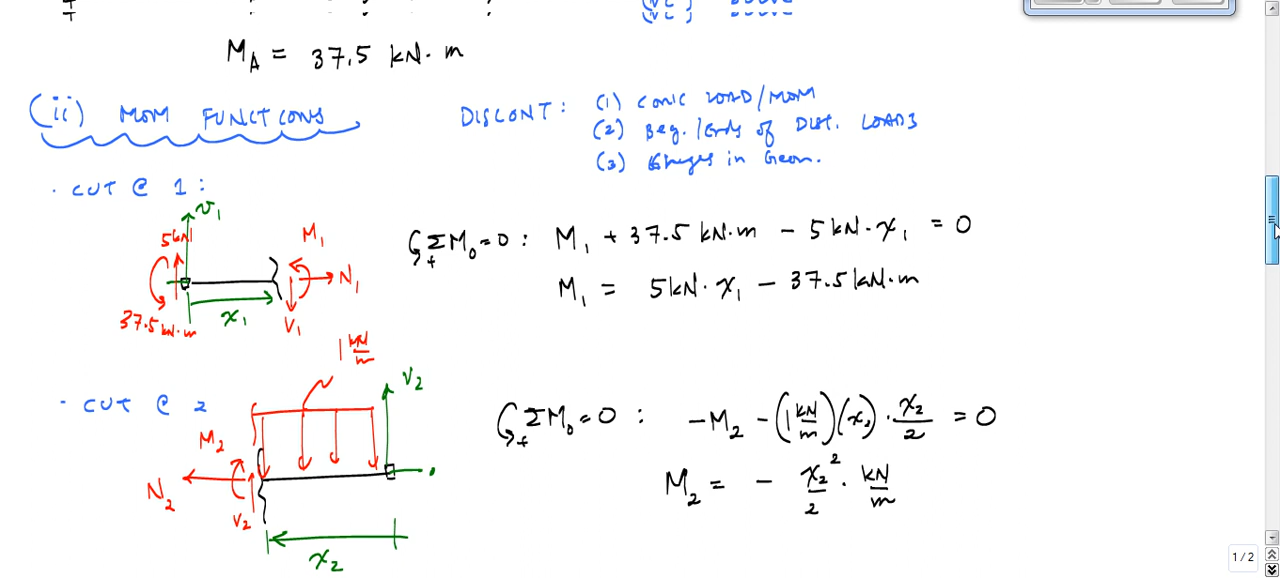 M_A = 37.5 kN·m
(ii) MOM FUNCTIONS
DISCONT: (1) CONC LOAD/MOM
(2) Beg./Ends of Dist. LOADS
(3) Changes in Geom.
· CUT @ 1:
v_1
5kN
M_1
N_1
37.5 kN·m
x_1
V_1
ΣM_0=0: M_1 + 37.5 kN·m - 5kN·x_1 = 0
M_1 = 5kN·x_1 - 37.5 kN·m
1 kN/m
· CUT @ 2
v_2
M_2
N_2
V_2
x_2
ΣM_0=0: -M_2 - (1 kN/m)(x_2)·x_2/2 = 0
M_2 = - x_2²/2 · kN/m
1 / 2